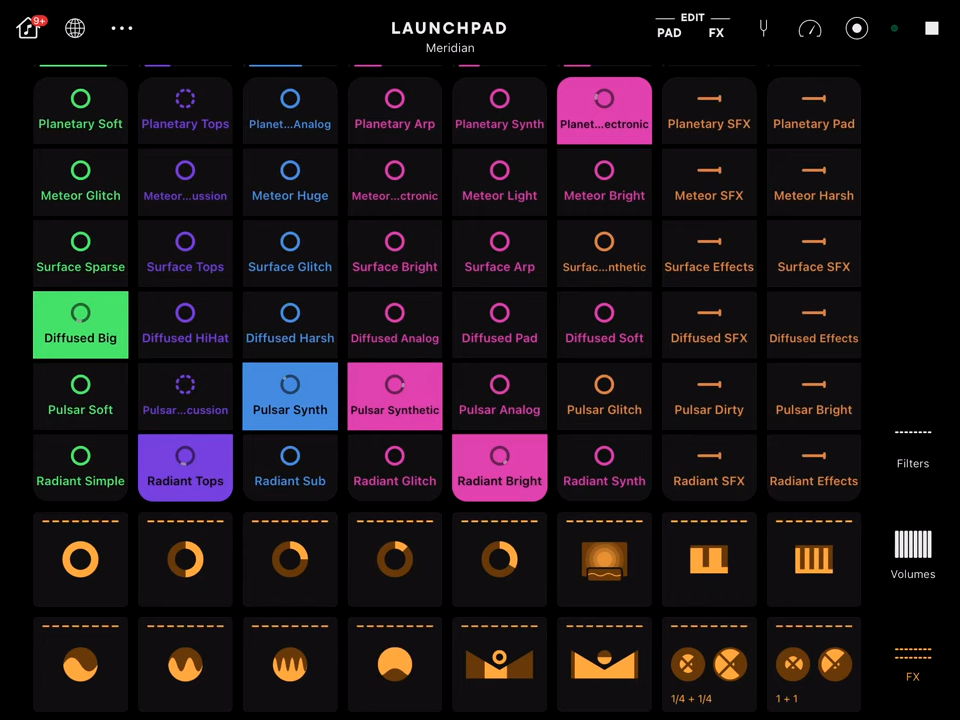 9+
LAUNCHPAD
Meridian
EDIT
PAD FX
Planetary Soft Planetary Tops Planet...Analog Planetary Arp Planetary Synth Planet...ectronic Planetary SFX Planetary Pad
Meteor Glitch Meteor...ussion Meteor Huge Meteor...ctronic Meteor Light Meteor Bright Meteor SFX Meteor Harsh
Surface Sparse Surface Tops Surface Glitch Surface Bright Surface Arp Surfac...nthetic Surface Effects Surface SFX
Diffused Big Diffused HiHat Diffused Harsh Diffused Analog Diffused Pad Diffused Soft Diffused SFX Diffused Effects
Pulsar Soft Pulsar...cussion Pulsar Synth Pulsar Synthetic Pulsar Analog Pulsar Glitch Pulsar Dirty Pulsar Bright
Filters
Radiant Simple Radiant Tops Radiant Sub Radiant Glitch Radiant Bright Radiant Synth Radiant SFX Radiant Effects
Volumes
FX
1/4 + 1/4 1 + 1